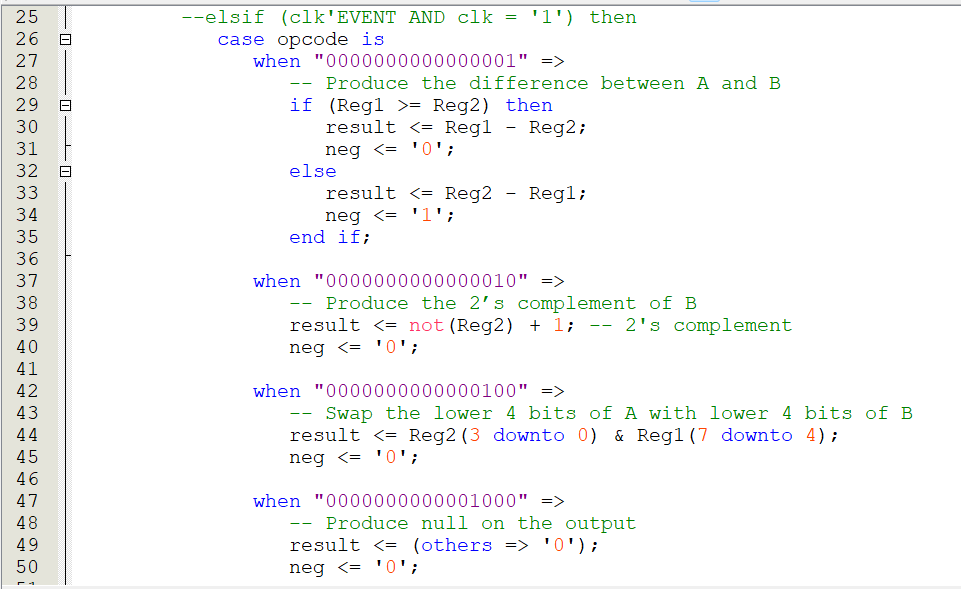 25 --elsif (clk'EVENT AND clk = '1') then
26 case opcode is
27 when "0000000000000001" =>
28 -- Produce the difference between A and B
29 if (Reg1 >= Reg2) then
30 result <= Reg1 - Reg2;
31 neg <= '0';
32 else
33 result <= Reg2 - Reg1;
34 neg <= '1';
35 end if;
36
37 when "0000000000000010" =>
38 -- Produce the 2’s complement of B
39 result <= not(Reg2) + 1; -- 2's complement
40 neg <= '0';
41
42 when "0000000000000100" =>
43 -- Swap the lower 4 bits of A with lower 4 bits of B
44 result <= Reg2(3 downto 0) & Reg1(7 downto 4);
45 neg <= '0';
46
47 when "0000000000001000" =>
48 -- Produce null on the output
49 result <= (others => '0');
50 neg <= '0';